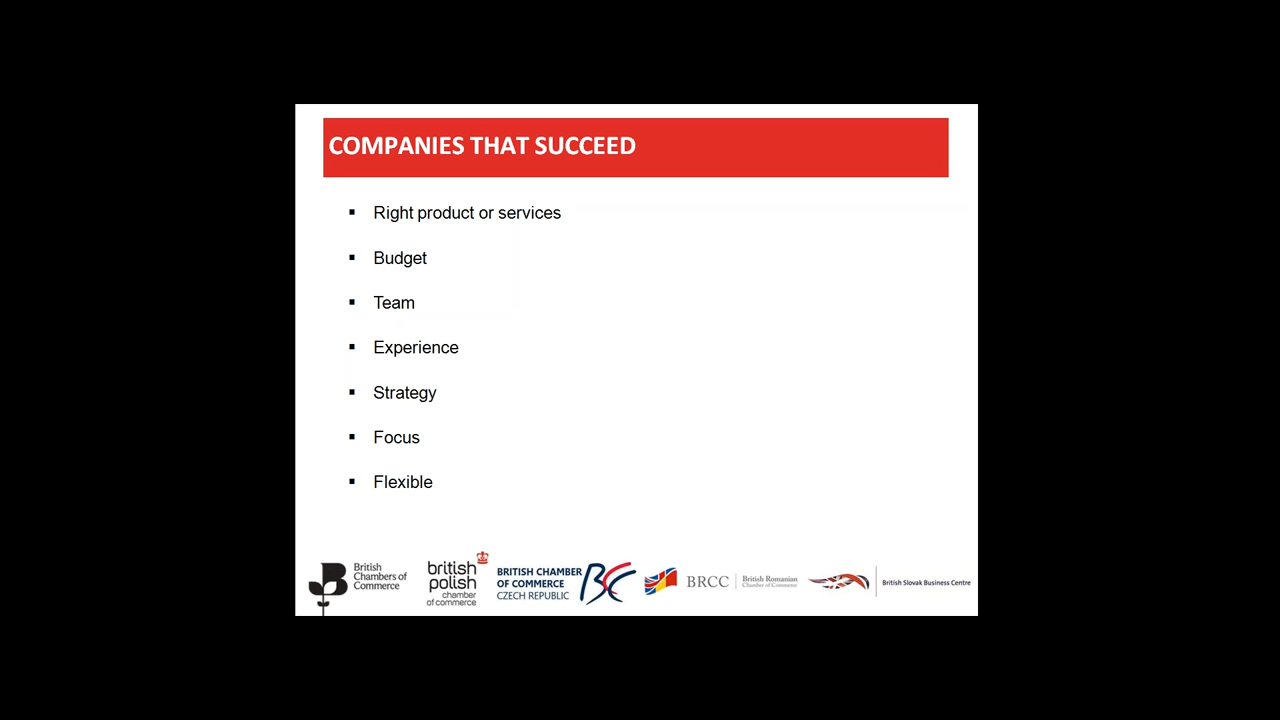 COMPANIES THAT SUCCEED
▪ Right product or services
▪ Budget
▪ Team
▪ Experience
▪ Strategy
▪ Focus
▪ Flexible
British
Chambers of
Commerce
british
polish
chamber
of commerce
BRITISH CHAMBER
OF COMMERCE
CZECH REPUBLIC
BCC
BRCC
British Romanian
Chamber of Commerce
British Slovak Business Centre